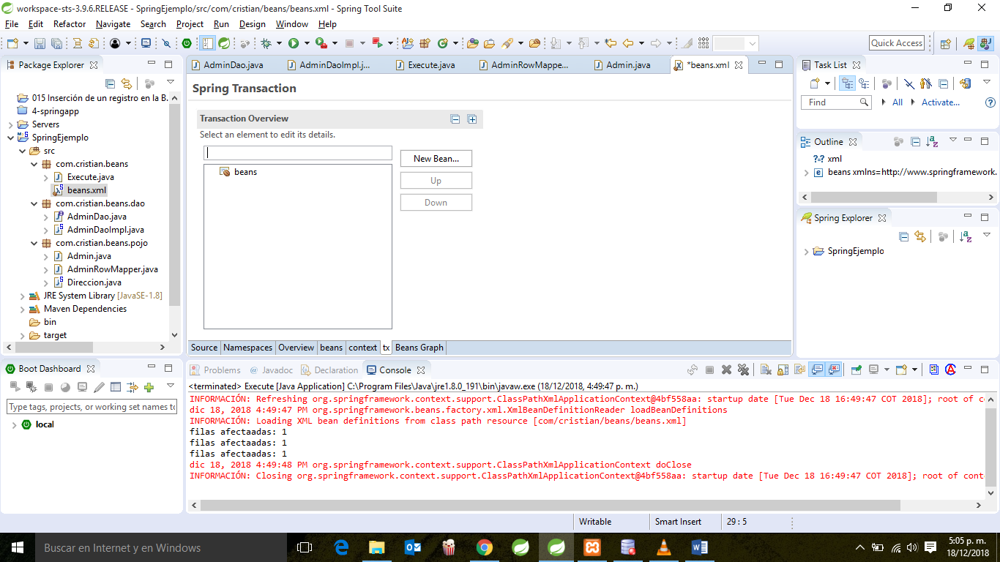 workspace-sts-3.9.6.RELEASE - SpringEjemplo/src/com/cristian/beans/beans.xml - Spring Tool Suite
File Edit Refactor Navigate Search Project Run Design Window Help
Quick Access
Package Explorer
015 Inserción de un registro en la B.
4-springapp
Servers
SpringEjemplo
src
com.cristian.beans
Execute.java
beans.xml
com.cristian.beans.dao
AdminDao.java
AdminDaoImpl.java
com.cristian.beans.pojo
Admin.java
AdminRowMapper.java
Direccion.java
JRE System Library [JavaSE-1.8]
Maven Dependencies
bin
target
AdminDao.java AdminDaoImpl.j... Execute.java AdminRowMappe... Admin.java *beans.xml
Spring Transaction
Transaction Overview
Select an element to edit its details.
beans
New Bean...
Up
Down
Source Namespaces Overview beans context tx Beans Graph
Task List
Find
All
Activate...
Outline
?-? xml
beans xmlns=http://www.springframework.
Spring Explorer
SpringEjemplo
Boot Dashboard
Type tags, projects, or working set names to
local
Problems Javadoc Declaration Console
<terminated> Execute [Java Application] C:\Program Files\Java\jre1.8.0_191\bin\javaw.exe (18/12/2018, 4:49:47 p. m.)
INFORMACIÓN: Refreshing org.springframework.context.support.ClassPathXmlApplicationContext@4bf558aa: startup date [Tue Dec 18 16:49:47 COT 2018]; root of co
dic 18, 2018 4:49:47 PM org.springframework.beans.factory.xml.XmlBeanDefinitionReader loadBeanDefinitions
INFORMACIÓN: Loading XML bean definitions from class path resource [com/cristian/beans/beans.xml]
filas afectaadas: 1
filas afectaadas: 1
filas afectaadas: 1
dic 18, 2018 4:49:48 PM org.springframework.context.support.ClassPathXmlApplicationContext doClose
INFORMACIÓN: Closing org.springframework.context.support.ClassPathXmlApplicationContext@4bf558aa: startup date [Tue Dec 18 16:49:47 COT 2018]; root of cont
Writable
Smart Insert
29 : 5
Buscar en Internet y en Windows
5:05 p. m.
18/12/2018